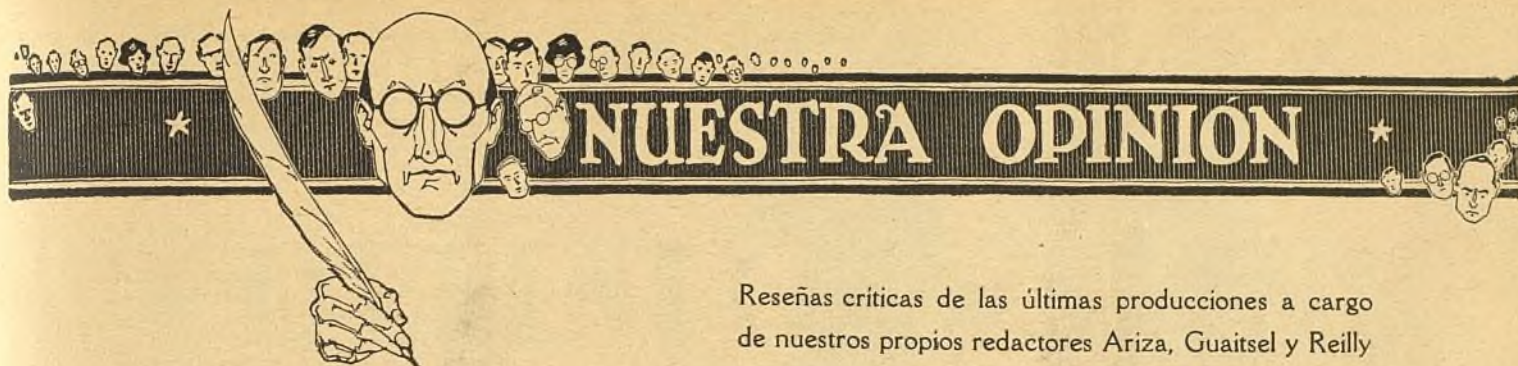 NUESTRA OPINIÓN
Reseñas críticas de las últimas producciones a cargo
de nuestros propios redactores Ariza, Guaitsel y Reilly